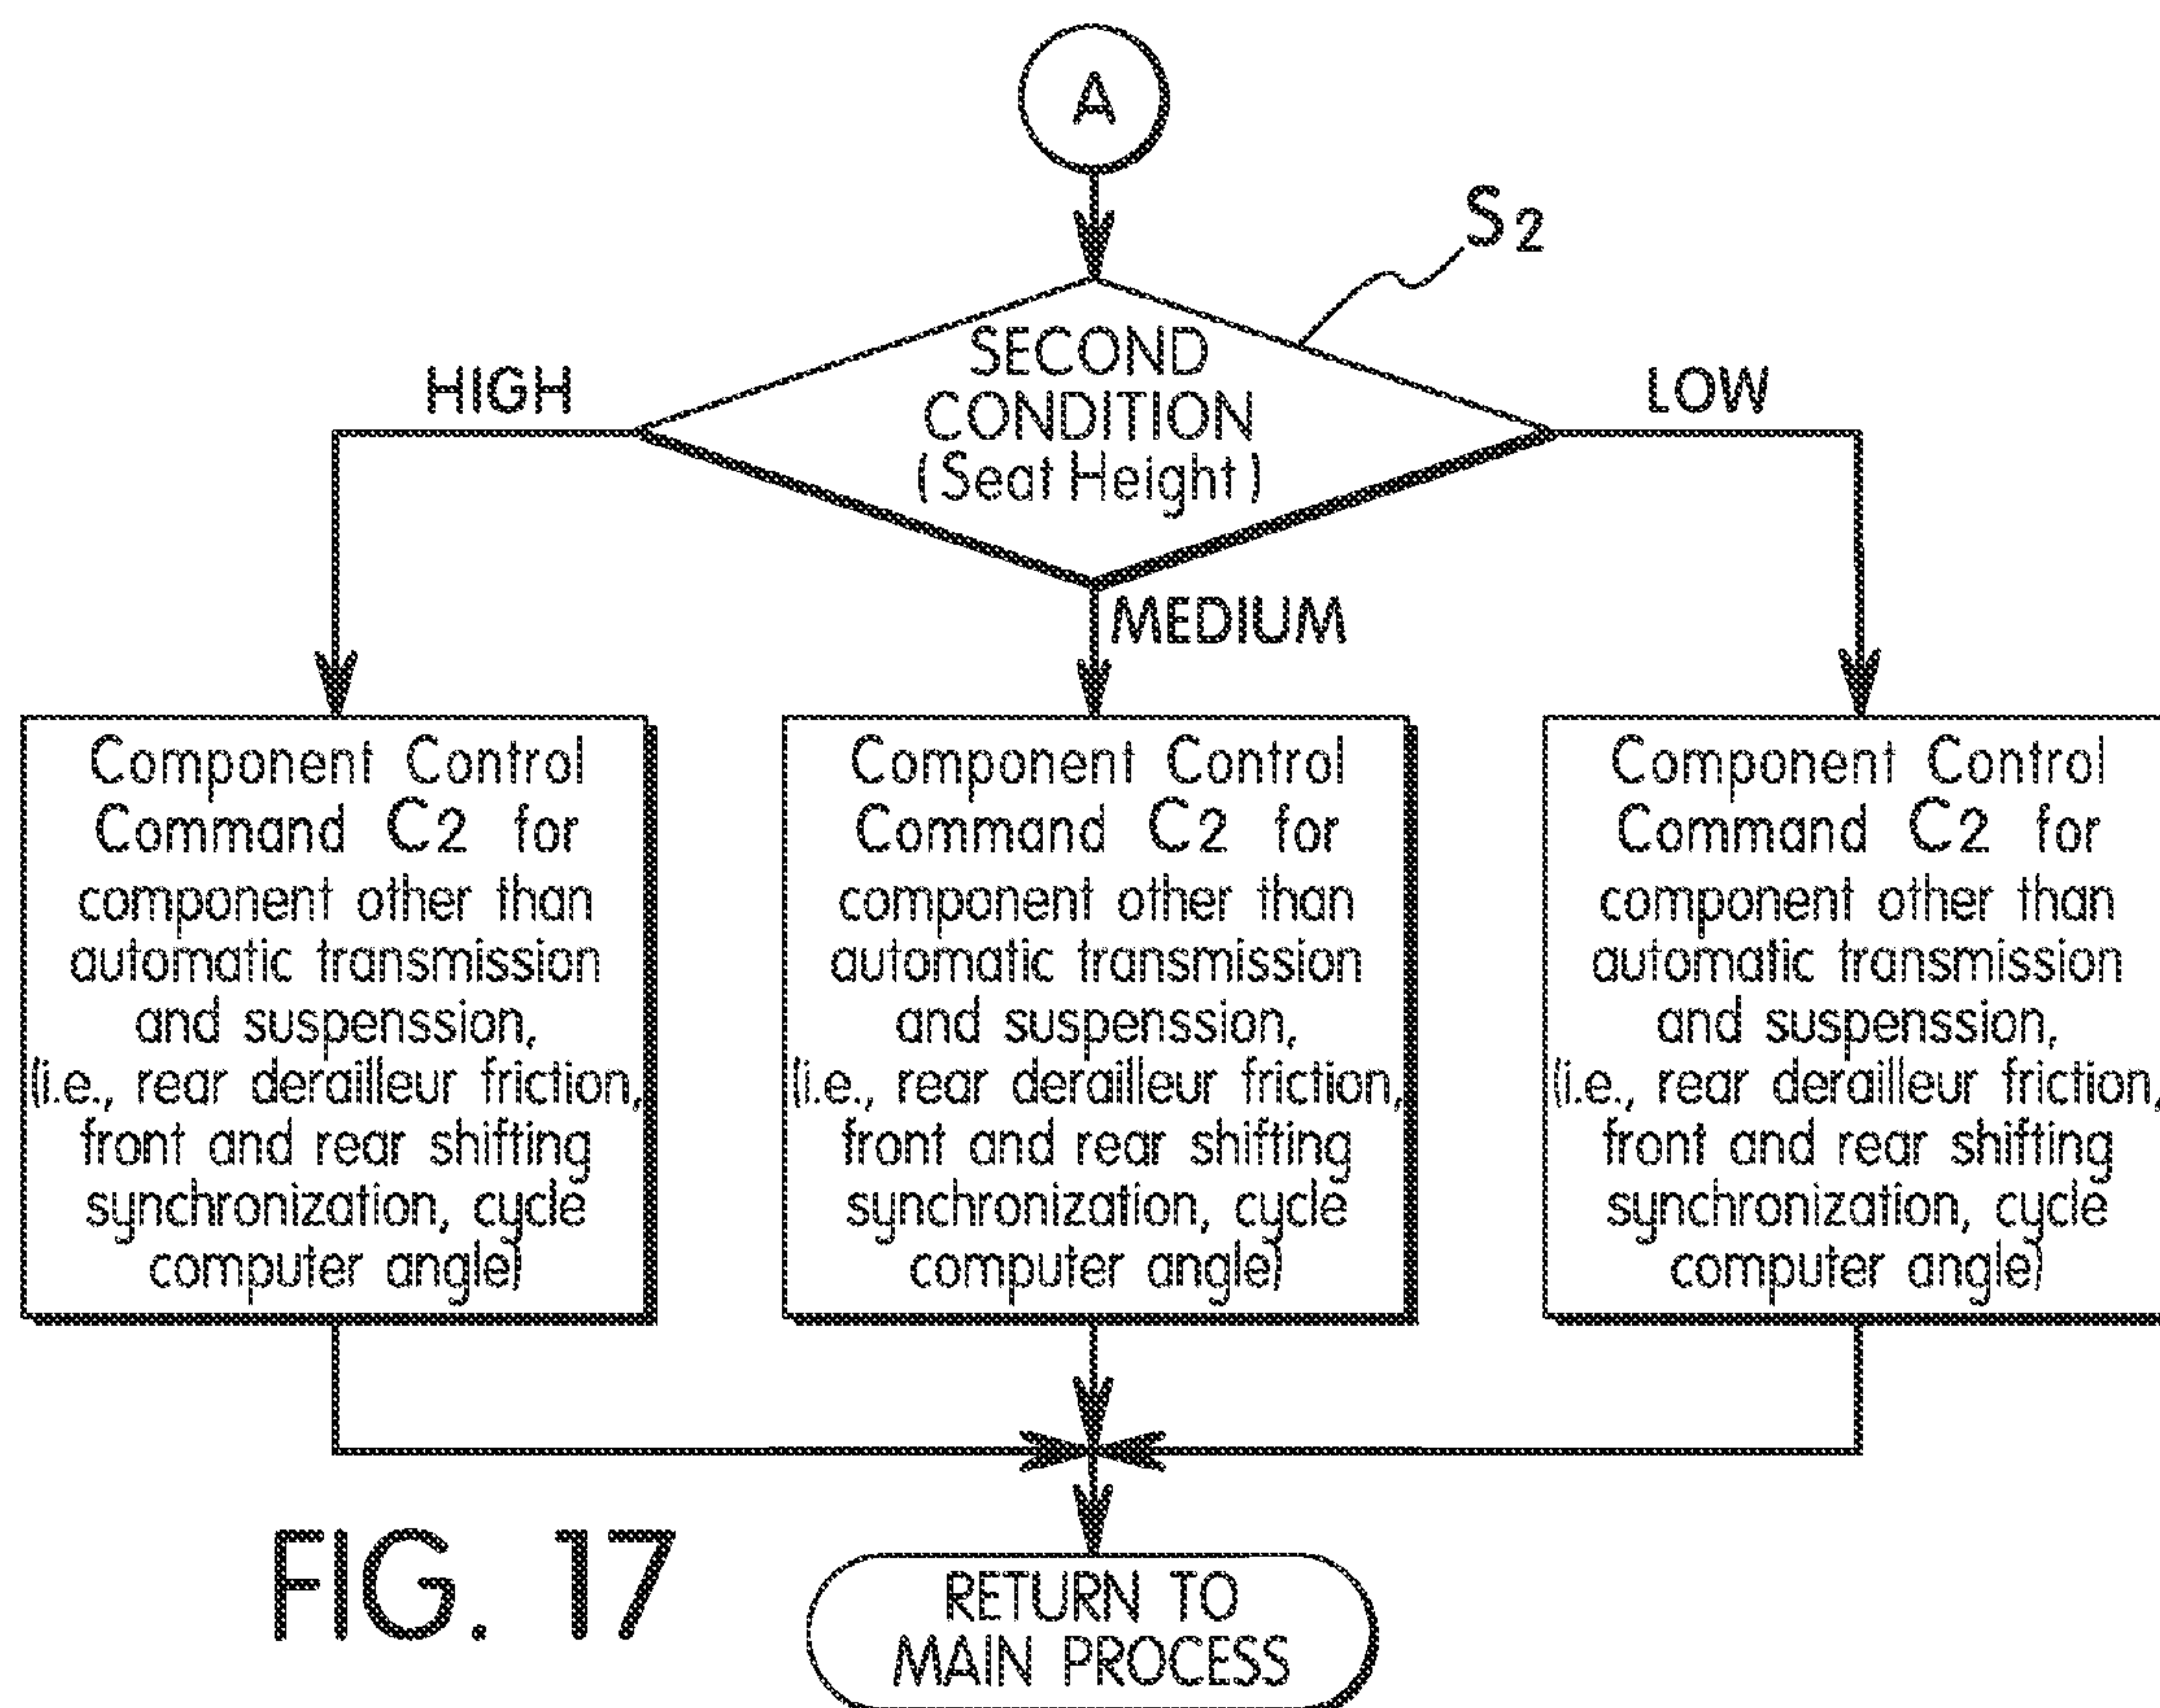 A
S2
SECOND
CONDITION
(Seat Height)
HIGH
LOW
MEDIUM
Component Control
Command C2 for
component other than
automatic transmission
and suspenssion,
(i.e., rear derailleur friction,
front and rear shifting
synchronization, cycle
computer angle)
Component Control
Command C2 for
component other than
automatic transmission
and suspenssion,
(i.e., rear derailleur friction,
front and rear shifting
synchronization, cycle
computer angle)
Component Control
Command C2 for
component other than
automatic transmission
and suspenssion,
(i.e., rear derailleur friction,
front and rear shifting
synchronization, cycle
computer angle)
FIG. 17
RETURN TO
MAIN PROCESS